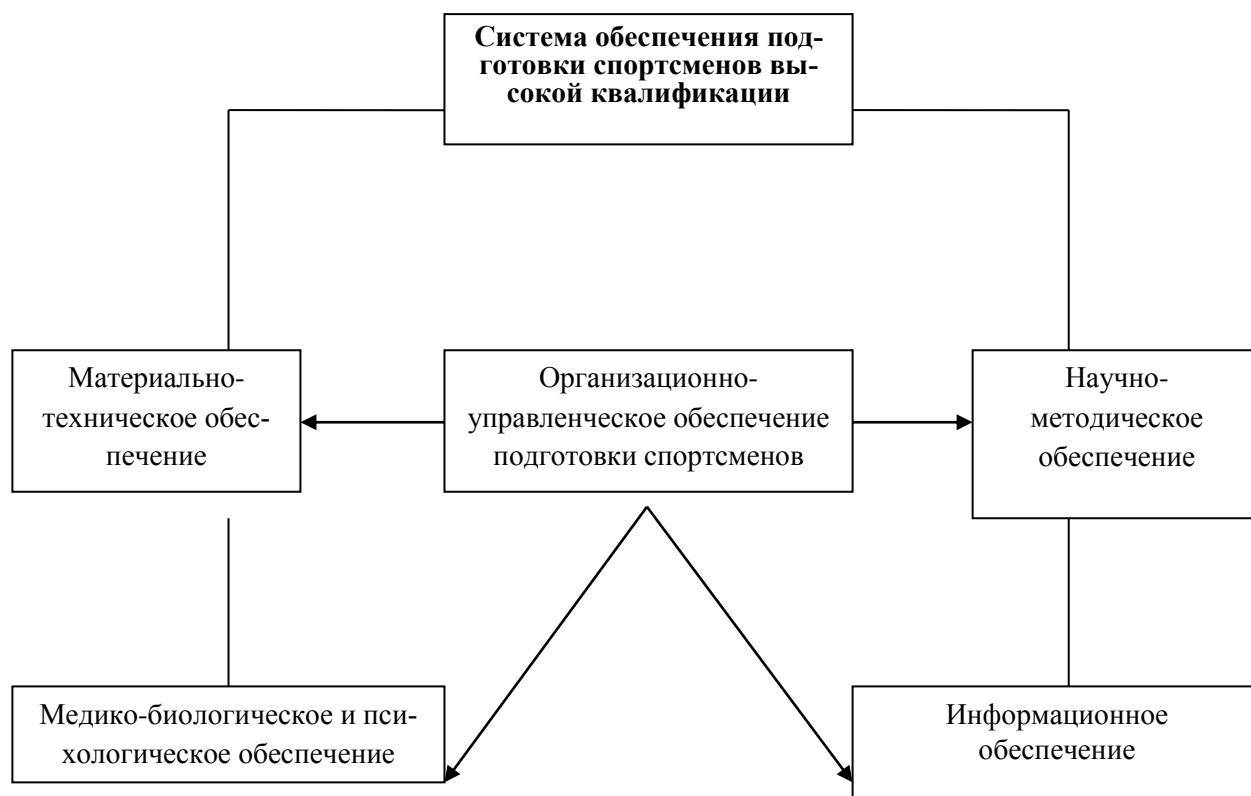 Система обеспечения под-
готовки спортсменов вы-
сокой квалификации
Материально-
техническое обес-
печение
Организационно-
управленческое обеспечение
подготовки спортсменов
Научно-
методическое
обеспечение
Медико-биологическое и пси-
хологическое обеспечение
Информационное
обеспечение